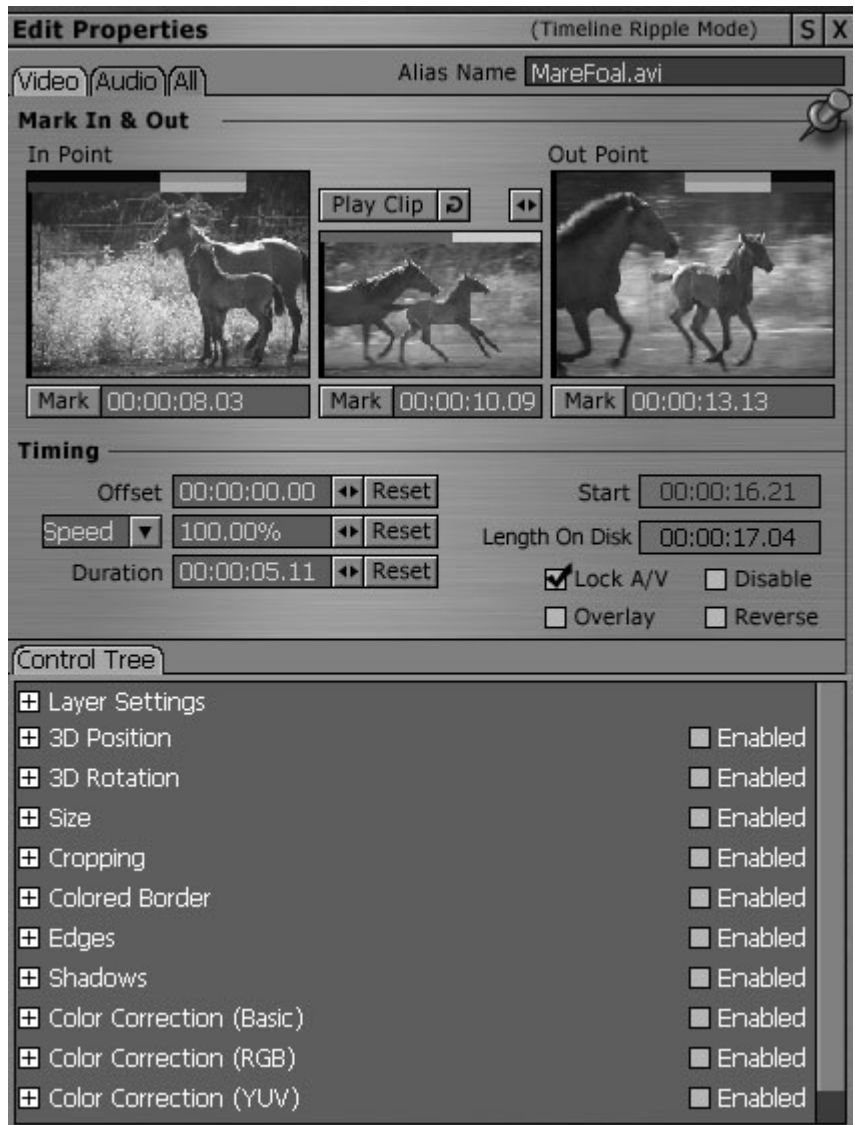 Edit Properties (Timeline Ripple Mode) S X
Video Audio All Alias Name MareFoal.avi
Mark In & Out
In Point Out Point
Play Clip
Mark 00:00:08.03 Mark 00:00:10.09 Mark 00:00:13.13
Timing
Offset 00:00:00.00 Reset Start 00:00:16.21
Speed 100.00% Reset Length On Disk 00:00:17.04
Duration 00:00:05.11 Reset Lock A/V Disable
Overlay Reverse
Control Tree
Layer Settings
3D Position Enabled
3D Rotation Enabled
Size Enabled
Cropping Enabled
Colored Border Enabled
Edges Enabled
Shadows Enabled
Color Correction (Basic) Enabled
Color Correction (RGB) Enabled
Color Correction (YUV) Enabled